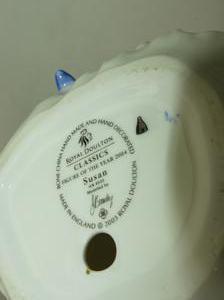 BONE CHINA HAND MADE AND HAND DECORATED
ROYAL DOULTON
CLASSICS
FIGURE OF THE YEAR 2004
Susan
Modelled by
MADE IN ENGLAND © 2003 ROYAL DOULTON